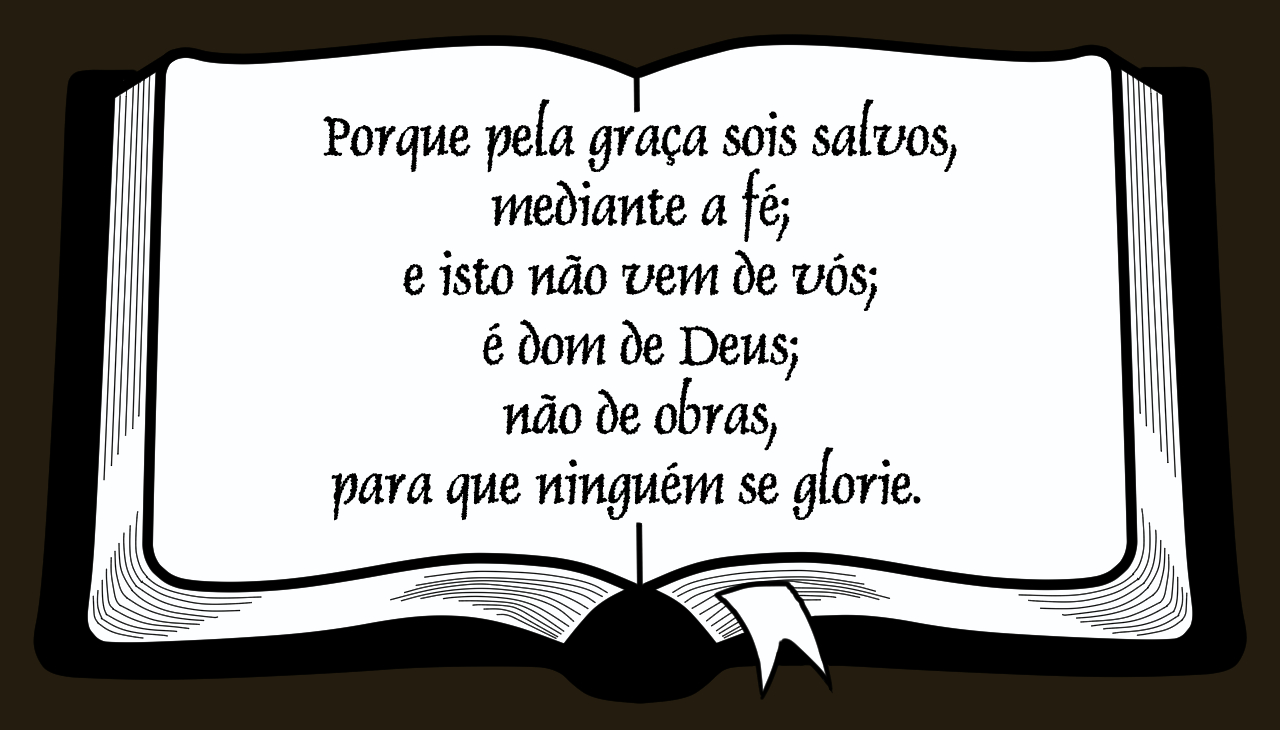 Porque pela graça sois salvos,
mediante a fé;
e isto não vem de vós;
é dom de Deus;
não de obras,
para que ninguém se glorie.